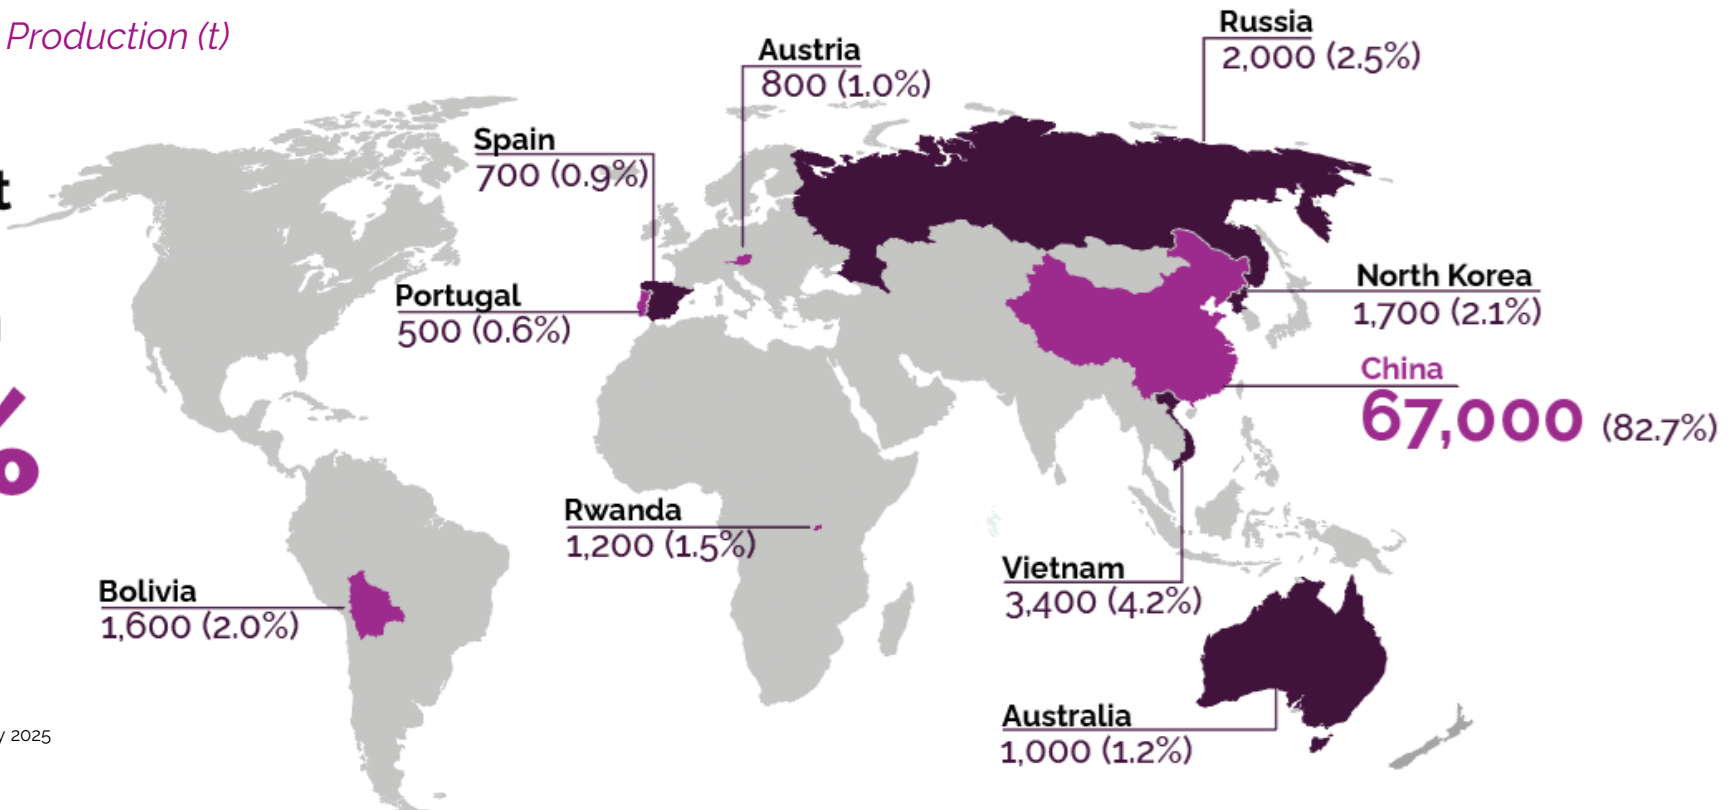 Production (t)
Russia
2,000 (2.5%)
Austria
800 (1.0%)
Spain
700 (0.9%)
t
Portugal
500 (0.6%)
North Korea
1,700 (2.1%)
China
67,000 (82.7%)
%
Rwanda
1,200 (1.5%)
Vietnam
3,400 (4.2%)
Bolivia
1,600 (2.0%)
Australia
1,000 (1.2%)
y 2025